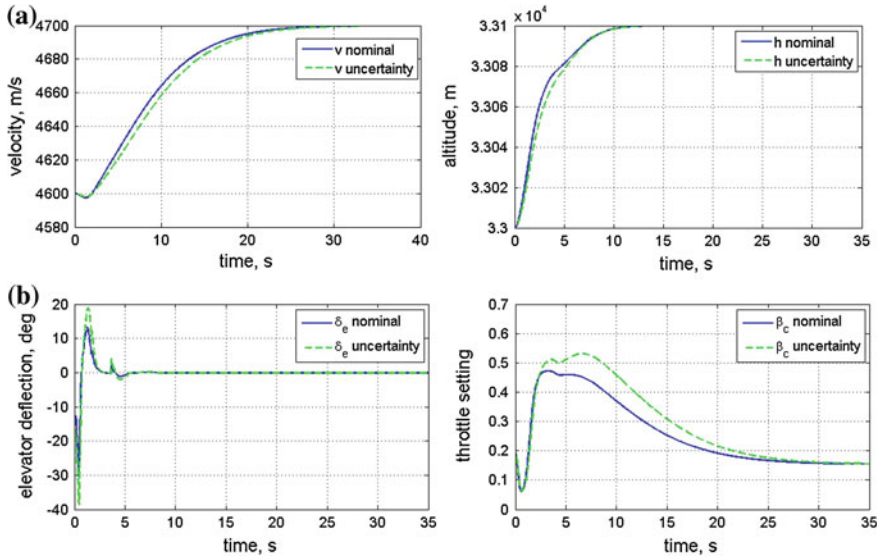 (a)
4700
4680
4660
4640
4620
4600
4580
velocity, m/s
v nominal
v uncertainty
0 10 20 30 40
time, s
x 10⁴
3.31
3.308
3.306
3.304
3.302
3.3
altitude, m
h nominal
h uncertainty
0 5 10 15 20 25 30 35
time, s
(b)
20
10
0
-10
-20
-30
-40
elevator deflection, deg
δe nominal
δe uncertainty
0 5 10 15 20 25 30 35
time, s
0.7
0.6
0.5
0.4
0.3
0.2
0.1
0
throttle setting
βc nominal
βc uncertainty
0 5 10 15 20 25 30 35
time, s